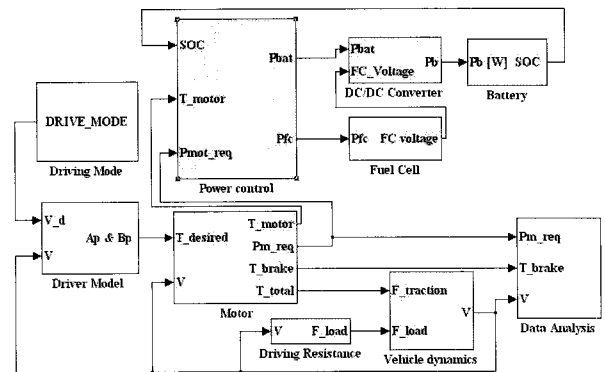 SOC
Pbat
T_motor
Pmot_req
Pfc
Power control
Pbat
FC_Voltage
Pb
DC/DC Converter
Pb [W] SOC
Battery
Pfc FC voltage
Fuel Cell
DRIVE_MODE
Driving Mode
V_d
Ap & Bp
V
Driver Model
T_desired
V
T_motor
Pm_req
T_brake
T_total
Motor
V F_load
Driving Resistance
F_traction
V
F_load
Vehicle dynamics
Pm_req
T_brake
V
Data Analysis